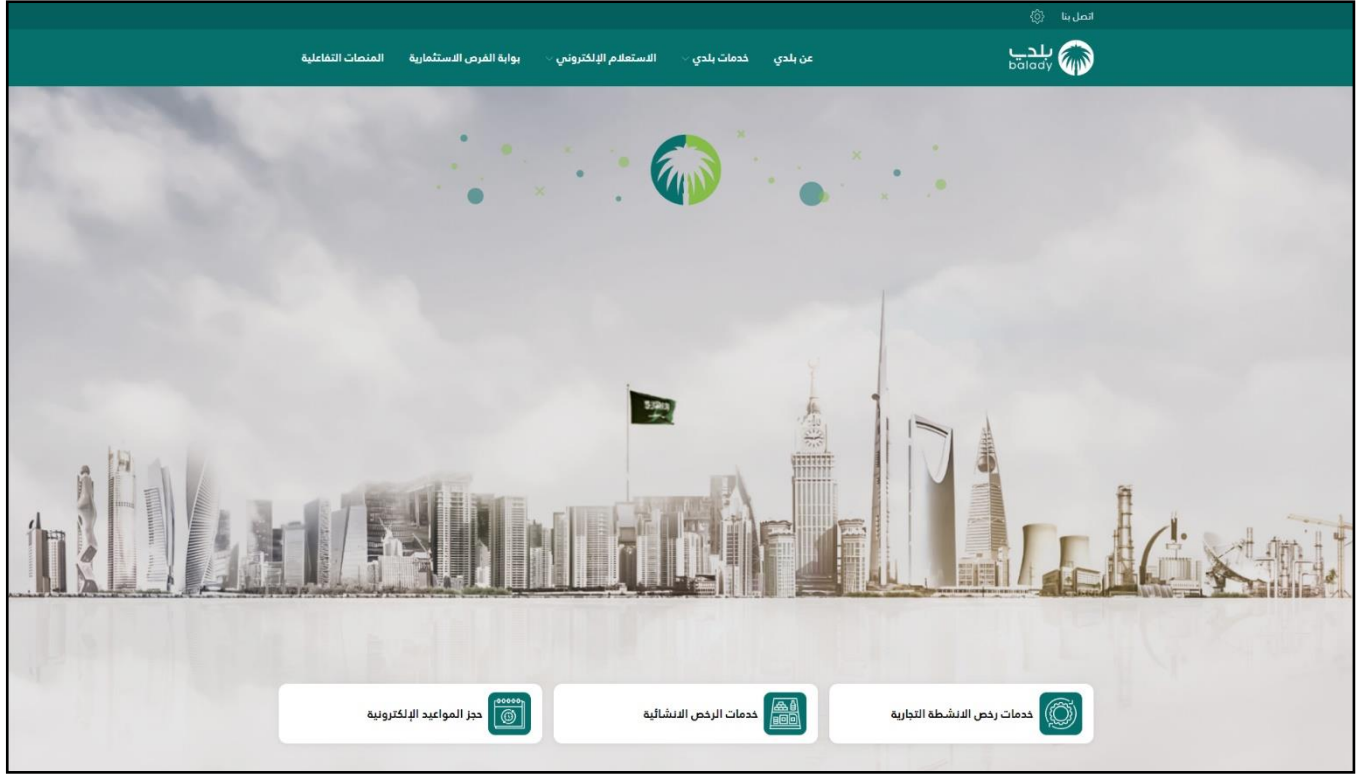 اتصل بنا
بلدي
balady
عن بلدي
خدمات بلدي
الاستعلام الإلكتروني
بوابة الفرص الاستثمارية
المنصات التفاعلية
خدمات رخص الانشطة التجارية
خدمات الرخص الانشائية
حجز المواعيد الإلكترونية